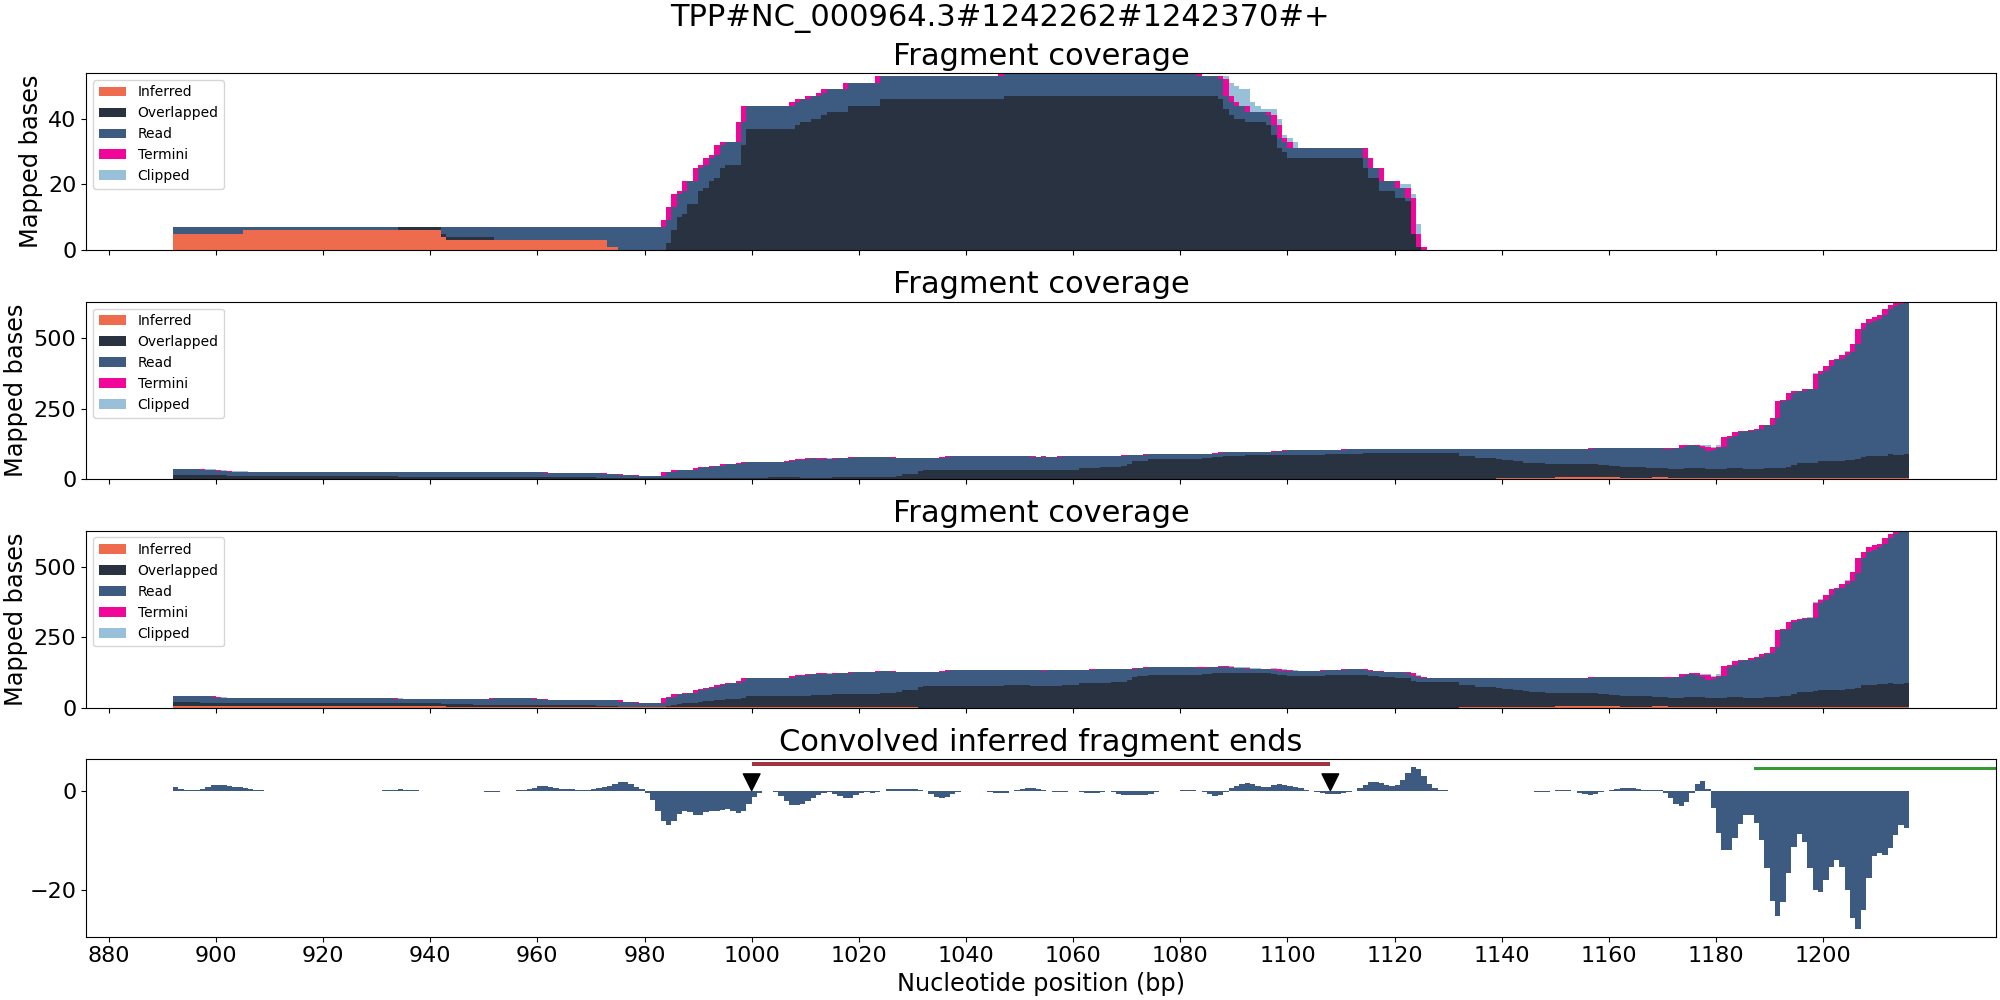 TPP#NC_000964.3#1242262#1242370#+
Fragment coverage
Mapped bases
40
20
0
Inferred
Overlapped
Read
Termini
Clipped
Fragment coverage
Mapped bases
500
250
0
Inferred
Overlapped
Read
Termini
Clipped
Fragment coverage
Mapped bases
500
250
0
Inferred
Overlapped
Read
Termini
Clipped
Convolved inferred fragment ends
0
−20
880 900 920 940 960 980 1000 1020 1040 1060 1080 1100 1120 1140 1160 1180 1200
Nucleotide position (bp)